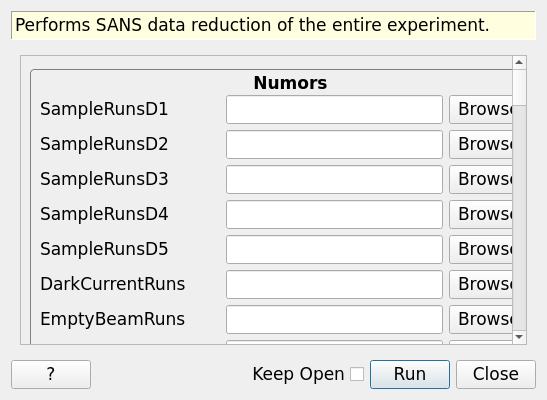 Performs SANS data reduction of the entire experiment.
Numors
SampleRunsD1 Browse
SampleRunsD2 Browse
SampleRunsD3 Browse
SampleRunsD4 Browse
SampleRunsD5 Browse
DarkCurrentRuns Browse
EmptyBeamRuns Browse
? Keep Open Run Close